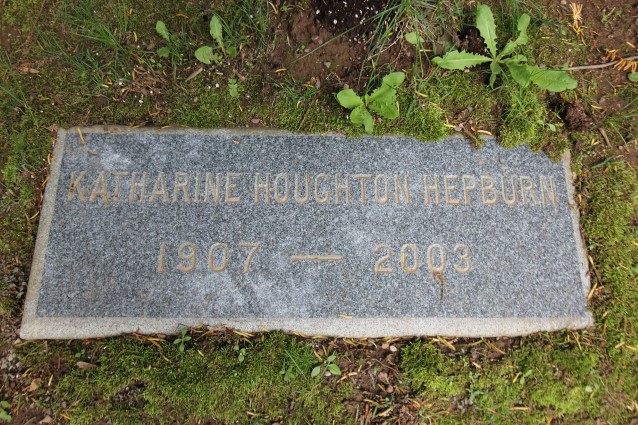 KATHARINE HOUGHTON HEPBURN
1907 — 2003